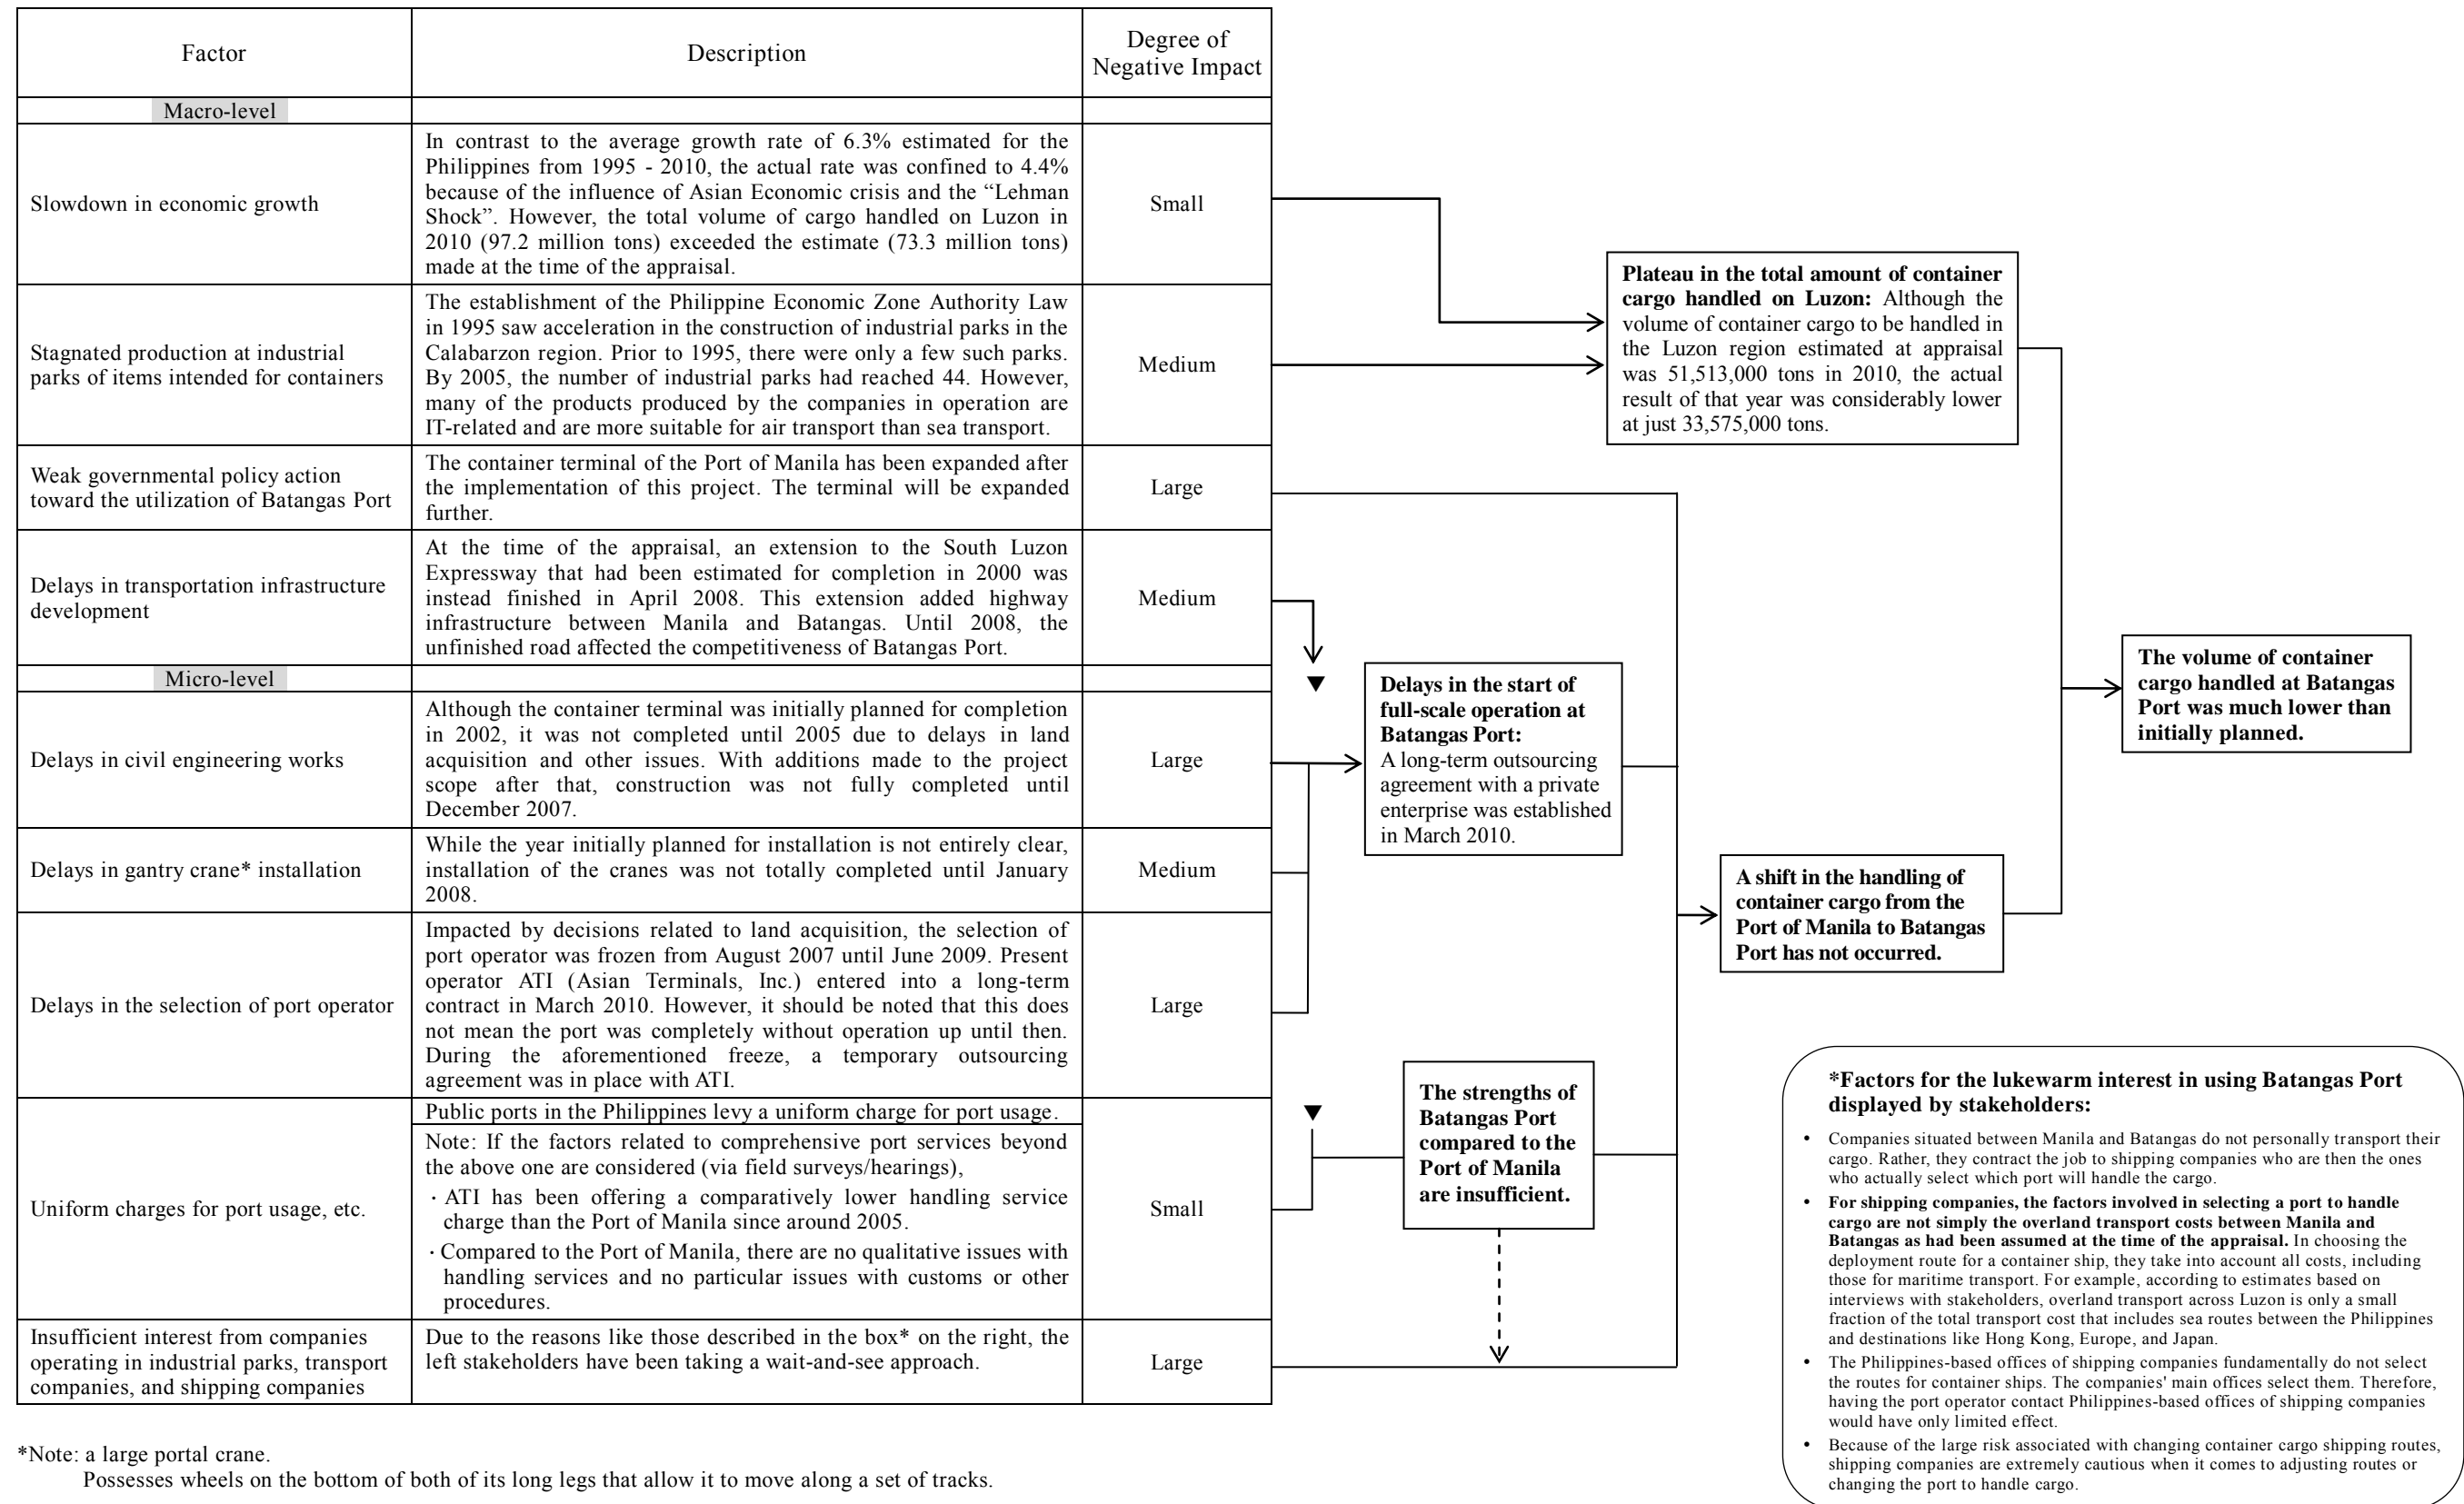 Factor
Description
Degree of
Negative Impact
Macro-level
Slowdown in economic growth
In contrast to the average growth rate of 6.3% estimated for the
Philippines from 1995 - 2010, the actual rate was confined to 4.4%
because of the influence of Asian Economic crisis and the “Lehman
Shock”. However, the total volume of cargo handled on Luzon in
2010 (97.2 million tons) exceeded the estimate (73.3 million tons)
made at the time of the appraisal.
Small
Stagnated production at industrial
parks of items intended for containers
The establishment of the Philippine Economic Zone Authority Law
in 1995 saw acceleration in the construction of industrial parks in the
Calabarzon region. Prior to 1995, there were only a few such parks.
By 2005, the number of industrial parks had reached 44. However,
many of the products produced by the companies in operation are
IT-related and are more suitable for air transport than sea transport.
Medium
Weak governmental policy action
toward the utilization of Batangas Port
The container terminal of the Port of Manila has been expanded after
the implementation of this project. The terminal will be expanded
further.
Large
Delays in transportation infrastructure
development
At the time of the appraisal, an extension to the South Luzon
Expressway that had been estimated for completion in 2000 was
instead finished in April 2008. This extension added highway
infrastructure between Manila and Batangas. Until 2008, the
unfinished road affected the competitiveness of Batangas Port.
Medium
Micro-level
Delays in civil engineering works
Although the container terminal was initially planned for completion
in 2002, it was not completed until 2005 due to delays in land
acquisition and other issues. With additions made to the project
scope after that, construction was not fully completed until
December 2007.
Large
Delays in gantry crane* installation
While the year initially planned for installation is not entirely clear,
installation of the cranes was not totally completed until January
2008.
Medium
Delays in the selection of port operator
Impacted by decisions related to land acquisition, the selection of
port operator was frozen from August 2007 until June 2009. Present
operator ATI (Asian Terminals, Inc.) entered into a long-term
contract in March 2010. However, it should be noted that this does
not mean the port was completely without operation up until then.
During the aforementioned freeze, a temporary outsourcing
agreement was in place with ATI.
Large
Uniform charges for port usage, etc.
Public ports in the Philippines levy a uniform charge for port usage.
Note: If the factors related to comprehensive port services beyond
the above one are considered (via field surveys/hearings),
· ATI has been offering a comparatively lower handling service
charge than the Port of Manila since around 2005.
· Compared to the Port of Manila, there are no qualitative issues with
handling services and no particular issues with customs or other
procedures.
Small
Insufficient interest from companies
operating in industrial parks, transport
companies, and shipping companies
Due to the reasons like those described in the box* on the right, the
left stakeholders have been taking a wait-and-see approach.
Large
*Note: a large portal crane.
Possesses wheels on the bottom of both of its long legs that allow it to move along a set of tracks.
Plateau in the total amount of container
cargo handled on Luzon: Although the
volume of container cargo to be handled in
the Luzon region estimated at appraisal
was 51,513,000 tons in 2010, the actual
result of that year was considerably lower
at just 33,575,000 tons.
Delays in the start of
full-scale operation at
Batangas Port:
A long-term outsourcing
agreement with a private
enterprise was established
in March 2010.
The strengths of
Batangas Port
compared to the
Port of Manila
are insufficient.
A shift in the handling of
container cargo from the
Port of Manila to Batangas
Port has not occurred.
The volume of container
cargo handled at Batangas
Port was much lower than
initially planned.
*Factors for the lukewarm interest in using Batangas Port
displayed by stakeholders:
• Companies situated between Manila and Batangas do not personally transport their
cargo. Rather, they contract the job to shipping companies who are then the ones
who actually select which port will handle the cargo.
• For shipping companies, the factors involved in selecting a port to handle
cargo are not simply the overland transport costs between Manila and
Batangas as had been assumed at the time of the appraisal. In choosing the
deployment route for a container ship, they take into account all costs, including
those for maritime transport. For example, according to estimates based on
interviews with stakeholders, overland transport across Luzon is only a small
fraction of the total transport cost that includes sea routes between the Philippines
and destinations like Hong Kong, Europe, and Japan.
• The Philippines-based offices of shipping companies fundamentally do not select
the routes for container ships. The companies' main offices select them. Therefore,
having the port operator contact Philippines-based offices of shipping companies
would have only limited effect.
• Because of the large risk associated with changing container cargo shipping routes,
shipping companies are extremely cautious when it comes to adjusting routes or
changing the port to handle cargo.